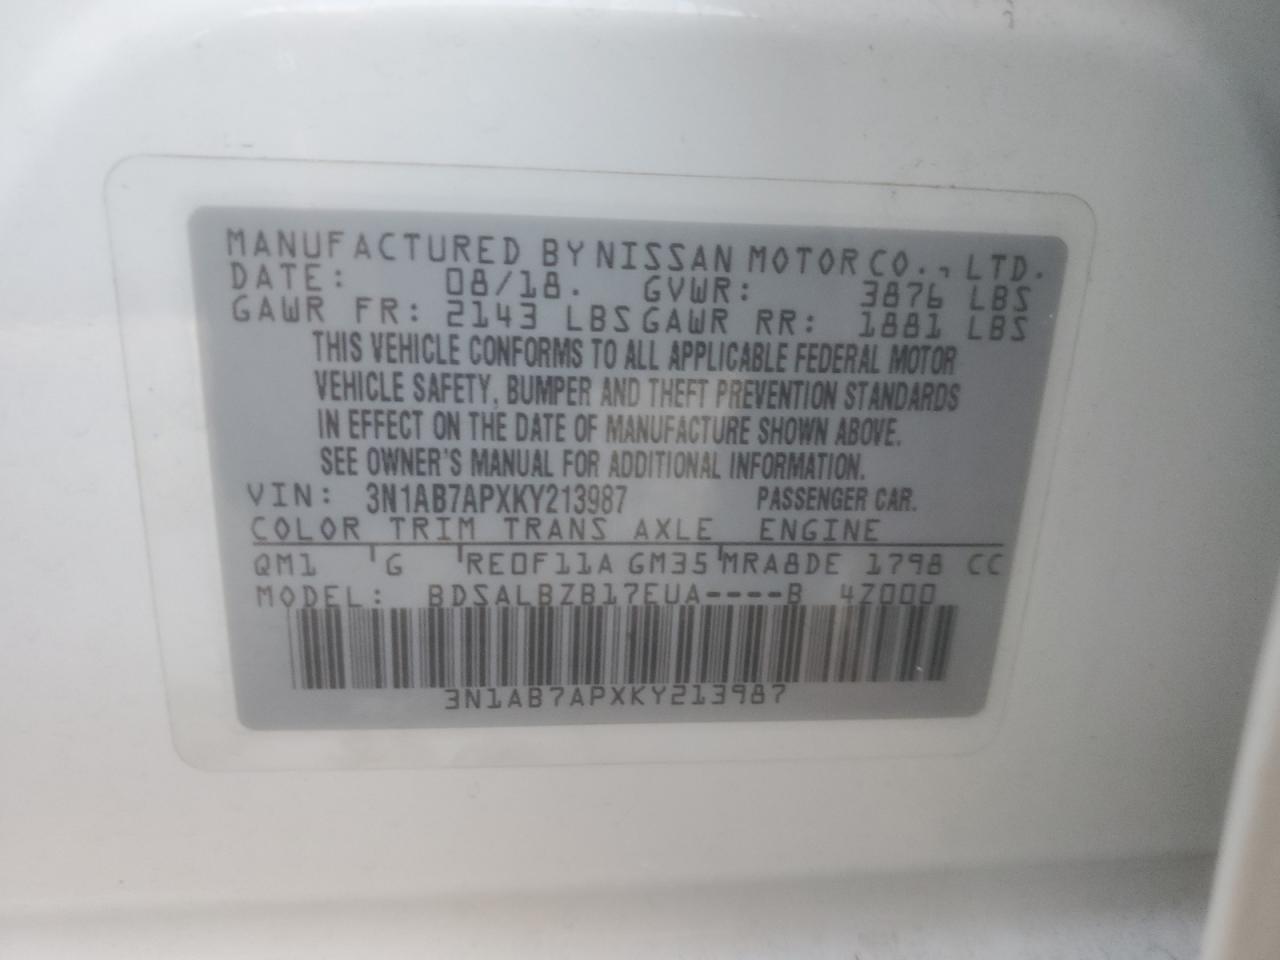 MANUFACTURED BY NISSAN MOTOR CO., LTD.
DATE: 08/18. GVWR: 3876 LBS
GAWR FR: 2143 LBS GAWR RR: 1881 LBS
THIS VEHICLE CONFORMS TO ALL APPLICABLE FEDERAL MOTOR
VEHICLE SAFETY, BUMPER AND THEFT PREVENTION STANDARDS
IN EFFECT ON THE DATE OF MANUFACTURE SHOWN ABOVE.
SEE OWNER'S MANUAL FOR ADDITIONAL INFORMATION.
VIN: 3N1AB7APXKY213987 PASSENGER CAR.
COLOR TRIM TRANS AXLE ENGINE
QM1 G RE0F11A GM35 MRA8DE 1798 CC
MODEL: BDSALBZB17EUA----B 4Z000
3N1AB7APXKY213987